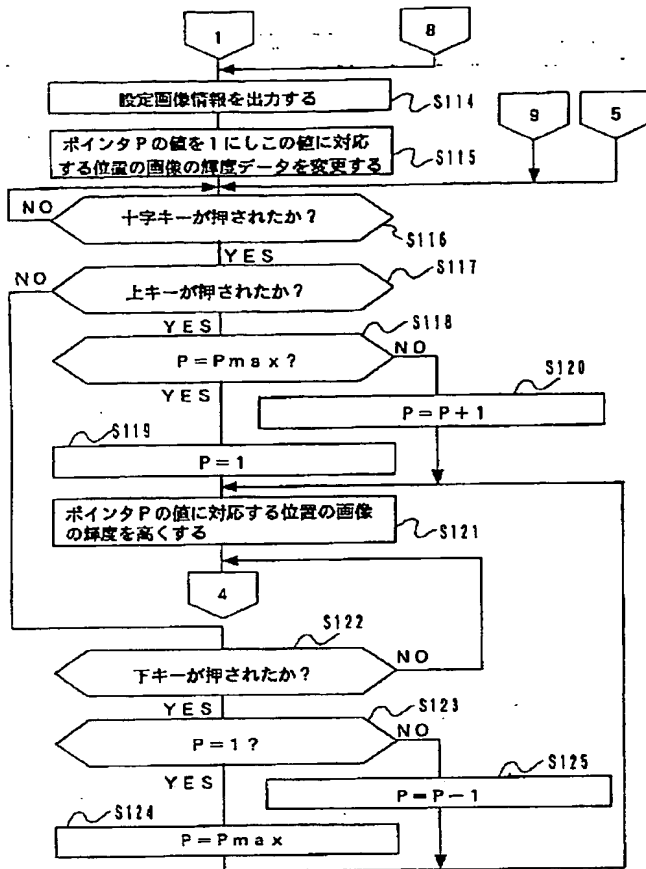 1
8
設定画像情報を出力する
S114
9
5
ポインタPの値を1にしこの値に対応
する位置の画像の輝度データを変更する
S115
NO
十字キーが押されたか?
S116
YES
NO
上キーが押されたか?
S117
YES
S118
P=Pmax?
NO
YES
S120
P=P+1
S119
P=1
ポインタPの値に対応する位置の画像
の輝度を高くする
S121
4
S122
下キーが押されたか?
NO
YES
S123
P=1?
NO
YES
S125
P=P-1
S124
P=Pmax